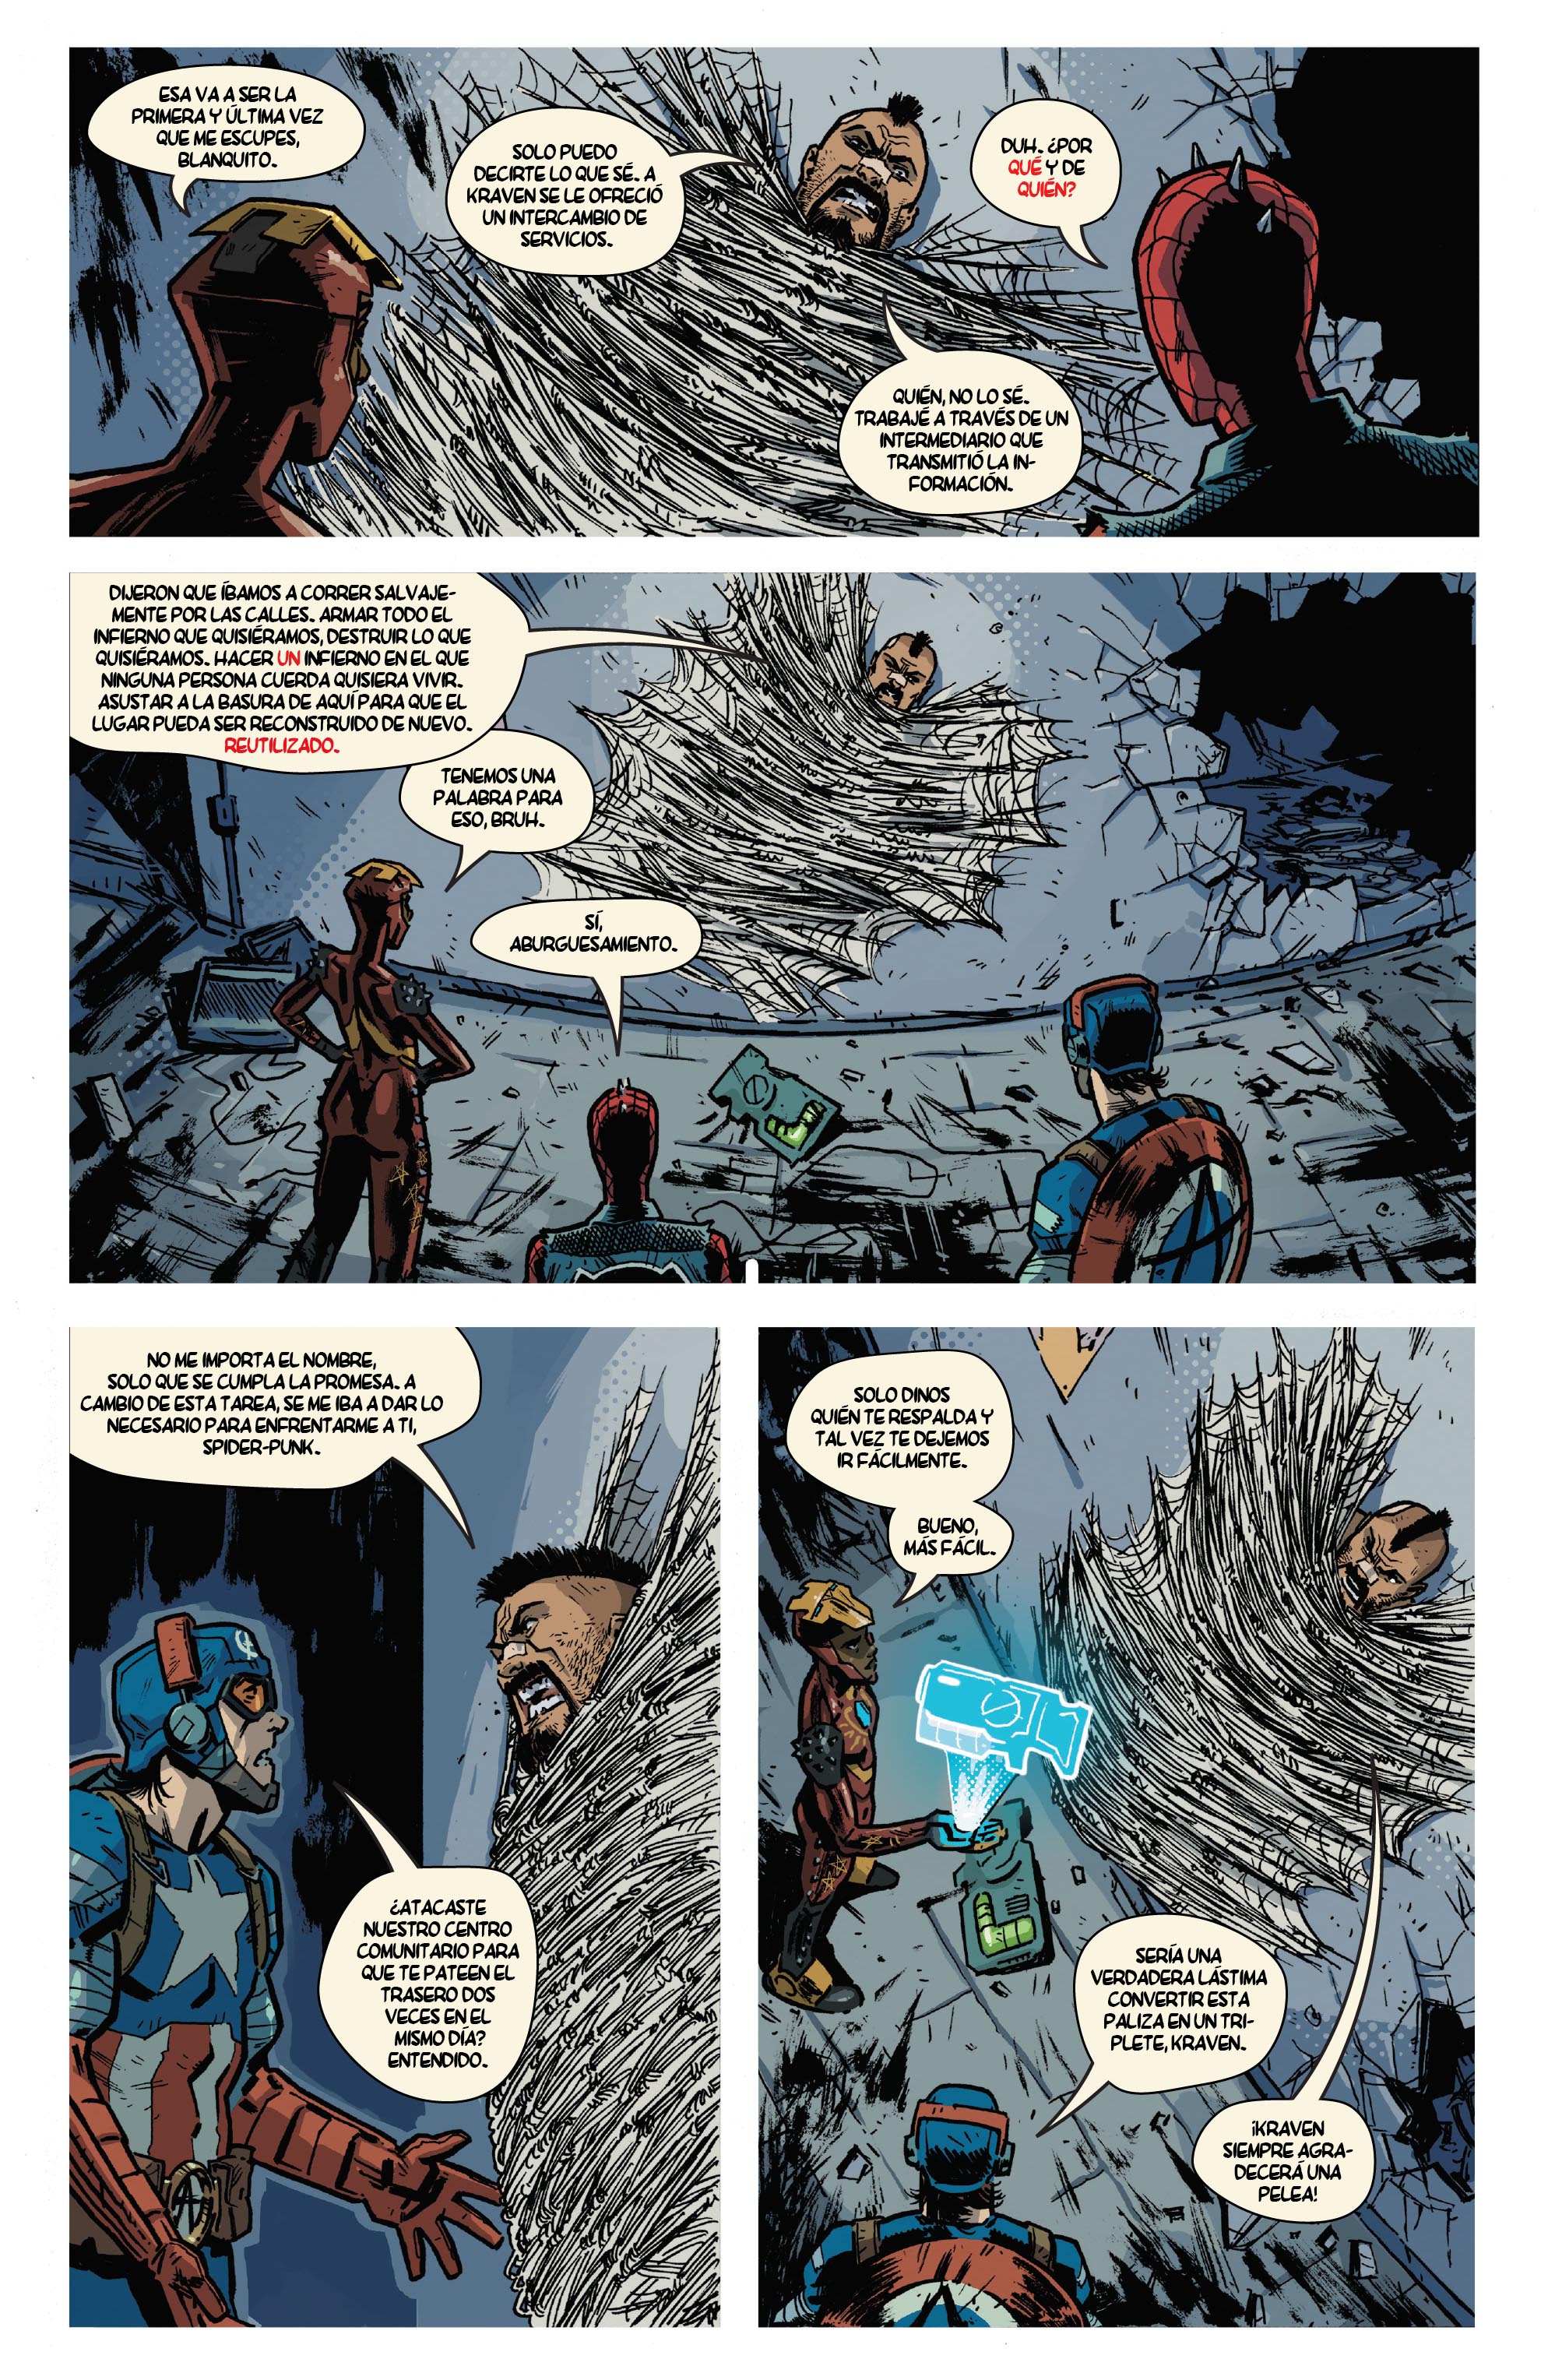 ESA VA A SER LA
PRIMERA Y ÚLTIMA VEZ
QUE ME ESCUPES,
BLANQUITO.
SOLO PUEDO
DECIRTE LO QUE SÉ. A
KRAVEN SE LE OFRECIÓ
UN INTERCAMBIO DE
SERVICIOS.
DUH. ¿POR
QUÉ Y DE
QUIÉN?
QUIÉN, NO LO SÉ.
TRABAJÉ A TRAVÉS DE UN
INTERMEDIARIO QUE
TRANSMITIÓ LA IN-
FORMACIÓN.
DIJERON QUE ÍBAMOS A CORRER SALVAJE-
MENTE POR LAS CALLES. ARMAR TODO EL
INFIERNO QUE QUISIÉRAMOS, DESTRUIR LO QUE
QUISIÉRAMOS. HACER UN INFIERNO EN EL QUE
NINGUNA PERSONA CUERDA QUISIERA VIVIR.
ASUSTAR A LA BASURA DE AQUÍ PARA QUE EL
LUGAR PUEDA SER RECONSTRUIDO DE NUEVO.
REUTILIZADO.
TENEMOS UNA
PALABRA PARA
ESO, BRUH.
SÍ,
ABURGUESAMIENTO.
NO ME IMPORTA EL NOMBRE,
SOLO QUE SE CUMPLA LA PROMESA. A
CAMBIO DE ESTA TAREA, SE ME IBA A DAR LO
NECESARIO PARA ENFRENTARME A TI,
SPIDER-PUNK.
¿ATACASTE
NUESTRO CENTRO
COMUNITARIO PARA
QUE TE PATEEN EL
TRASERO DOS
VECES EN EL
MISMO DÍA?
ENTENDIDO.
SOLO DINOS
QUIÉN TE RESPALDA Y
TAL VEZ TE DEJEMOS
IR FÁCILMENTE.
BUENO,
MÁS FÁCIL.
SERÍA UNA
VERDADERA LÁSTIMA
CONVERTIR ESTA
PALIZA EN UN TRI-
PLETE, KRAVEN.
¡KRAVEN
SIEMPRE AGRA-
DECERÁ UNA
PELEA!